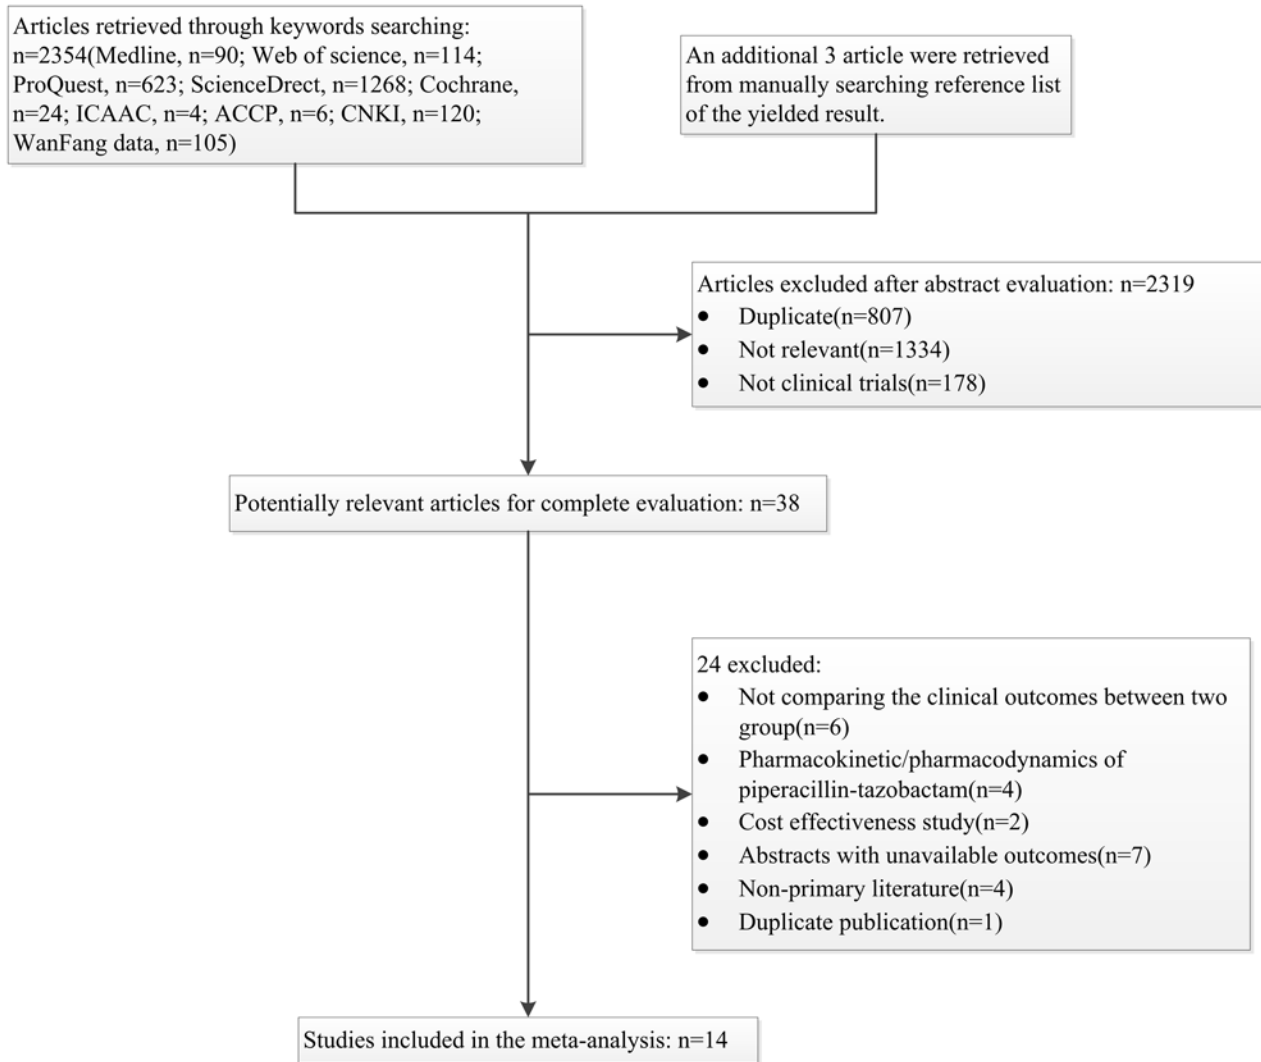 Articles retrieved through keywords searching:
n=2354(Medline, n=90; Web of science, n=114;
ProQuest, n=623; ScienceDrect, n=1268; Cochrane,
n=24; ICAAC, n=4; ACCP, n=6; CNKI, n=120;
WanFang data, n=105)
An additional 3 article were retrieved
from manually searching reference list
of the yielded result.
Articles excluded after abstract evaluation: n=2319
• Duplicate(n=807)
• Not relevant(n=1334)
• Not clinical trials(n=178)
Potentially relevant articles for complete evaluation: n=38
24 excluded:
• Not comparing the clinical outcomes between two
group(n=6)
• Pharmacokinetic/pharmacodynamics of
piperacillin-tazobactam(n=4)
• Cost effectiveness study(n=2)
• Abstracts with unavailable outcomes(n=7)
• Non-primary literature(n=4)
• Duplicate publication(n=1)
Studies included in the meta-analysis: n=14